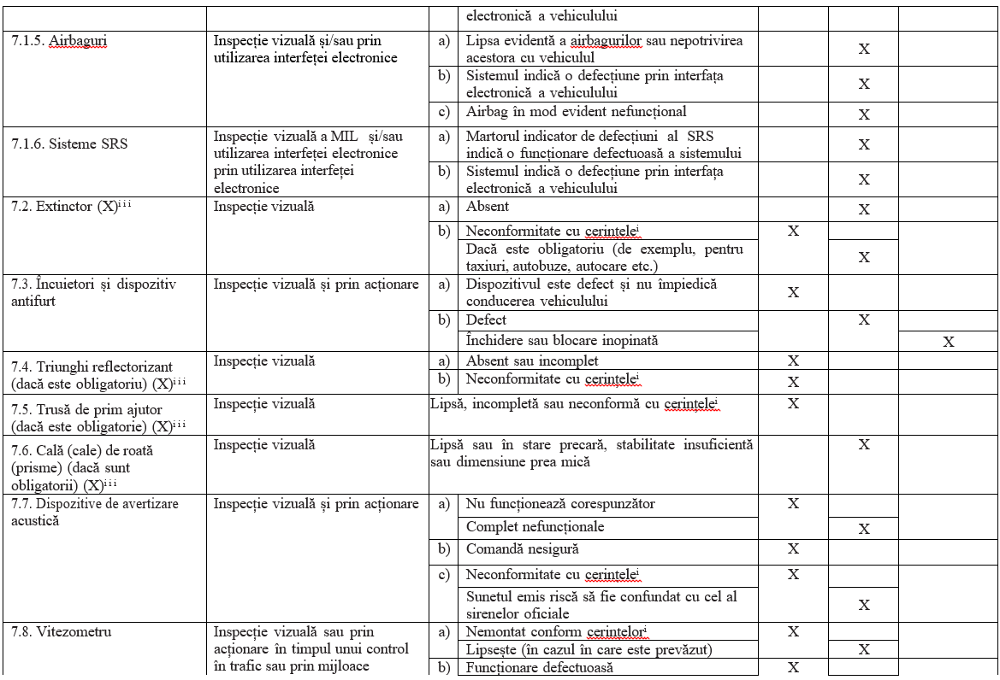 electronică a vehiculului
7.1.5. Airbaguri
Inspecție vizuală și/sau prin
utilizarea interfeței electronice
a) Lipsa evidentă a airbagurilor sau nepotrivirea
acestora cu vehiculul
X
b) Sistemul indică o defecțiune prin interfața
electronică a vehiculului
X
c) Airbag în mod evident nefuncțional
X
7.1.6. Sisteme SRS
Inspecție vizuală a MIL și/sau
utilizarea interfeței electronice
prin utilizarea interfeței
electronice
a) Martorul indicator de defecțiuni al SRS
indică o funcționare defectuoasă a sistemului
X
b) Sistemul indică o defecțiune prin interfața
electronică a vehiculului
X
7.2. Extinctor (X)iii
Inspecție vizuală
a) Absent
X
b) Neconformitate cu cerințelei
X
Dacă este obligatoriu (de exemplu, pentru
taxiuri, autobuze, autocare etc.)
X
7.3. Încuietori și dispozitiv
antifurt
Inspecție vizuală și prin acționare
a) Dispozitivul este defect și nu împiedică
conducerea vehiculului
X
b) Defect
X
Închidere sau blocare inopinată
X
7.4. Triunghi reflectorizant
(dacă este obligatoriu) (X)iii
Inspecție vizuală
a) Absent sau incomplet
X
b) Neconformitate cu cerințelei
X
7.5. Trusă de prim ajutor
(dacă este obligatorie) (X)iii
Inspecție vizuală
Lipsă, incompletă sau neconformă cu cerințelei
X
7.6. Cală (cale) de roată
(prisme) (dacă sunt
obligatorii) (X)iii
Inspecție vizuală
Lipsă sau în stare precară, stabilitate insuficientă
sau dimensiune prea mică
X
7.7. Dispozitive de avertizare
acustică
Inspecție vizuală și prin acționare
a) Nu funcționează corespunzător
X
Complet nefuncționale
X
b) Comandă nesigură
X
c) Neconformitate cu cerințelei
X
Sunetul emis riscă să fie confundat cu cel al
sirenelor oficiale
X
7.8. Vitezometru
Inspecție vizuală sau prin
acționare în timpul unui control
în trafic sau prin mijloace
a) Nemontat conform cerințelori
X
Lipsește (în cazul în care este prevăzut)
X
b) Funcționare defectuoasă
X